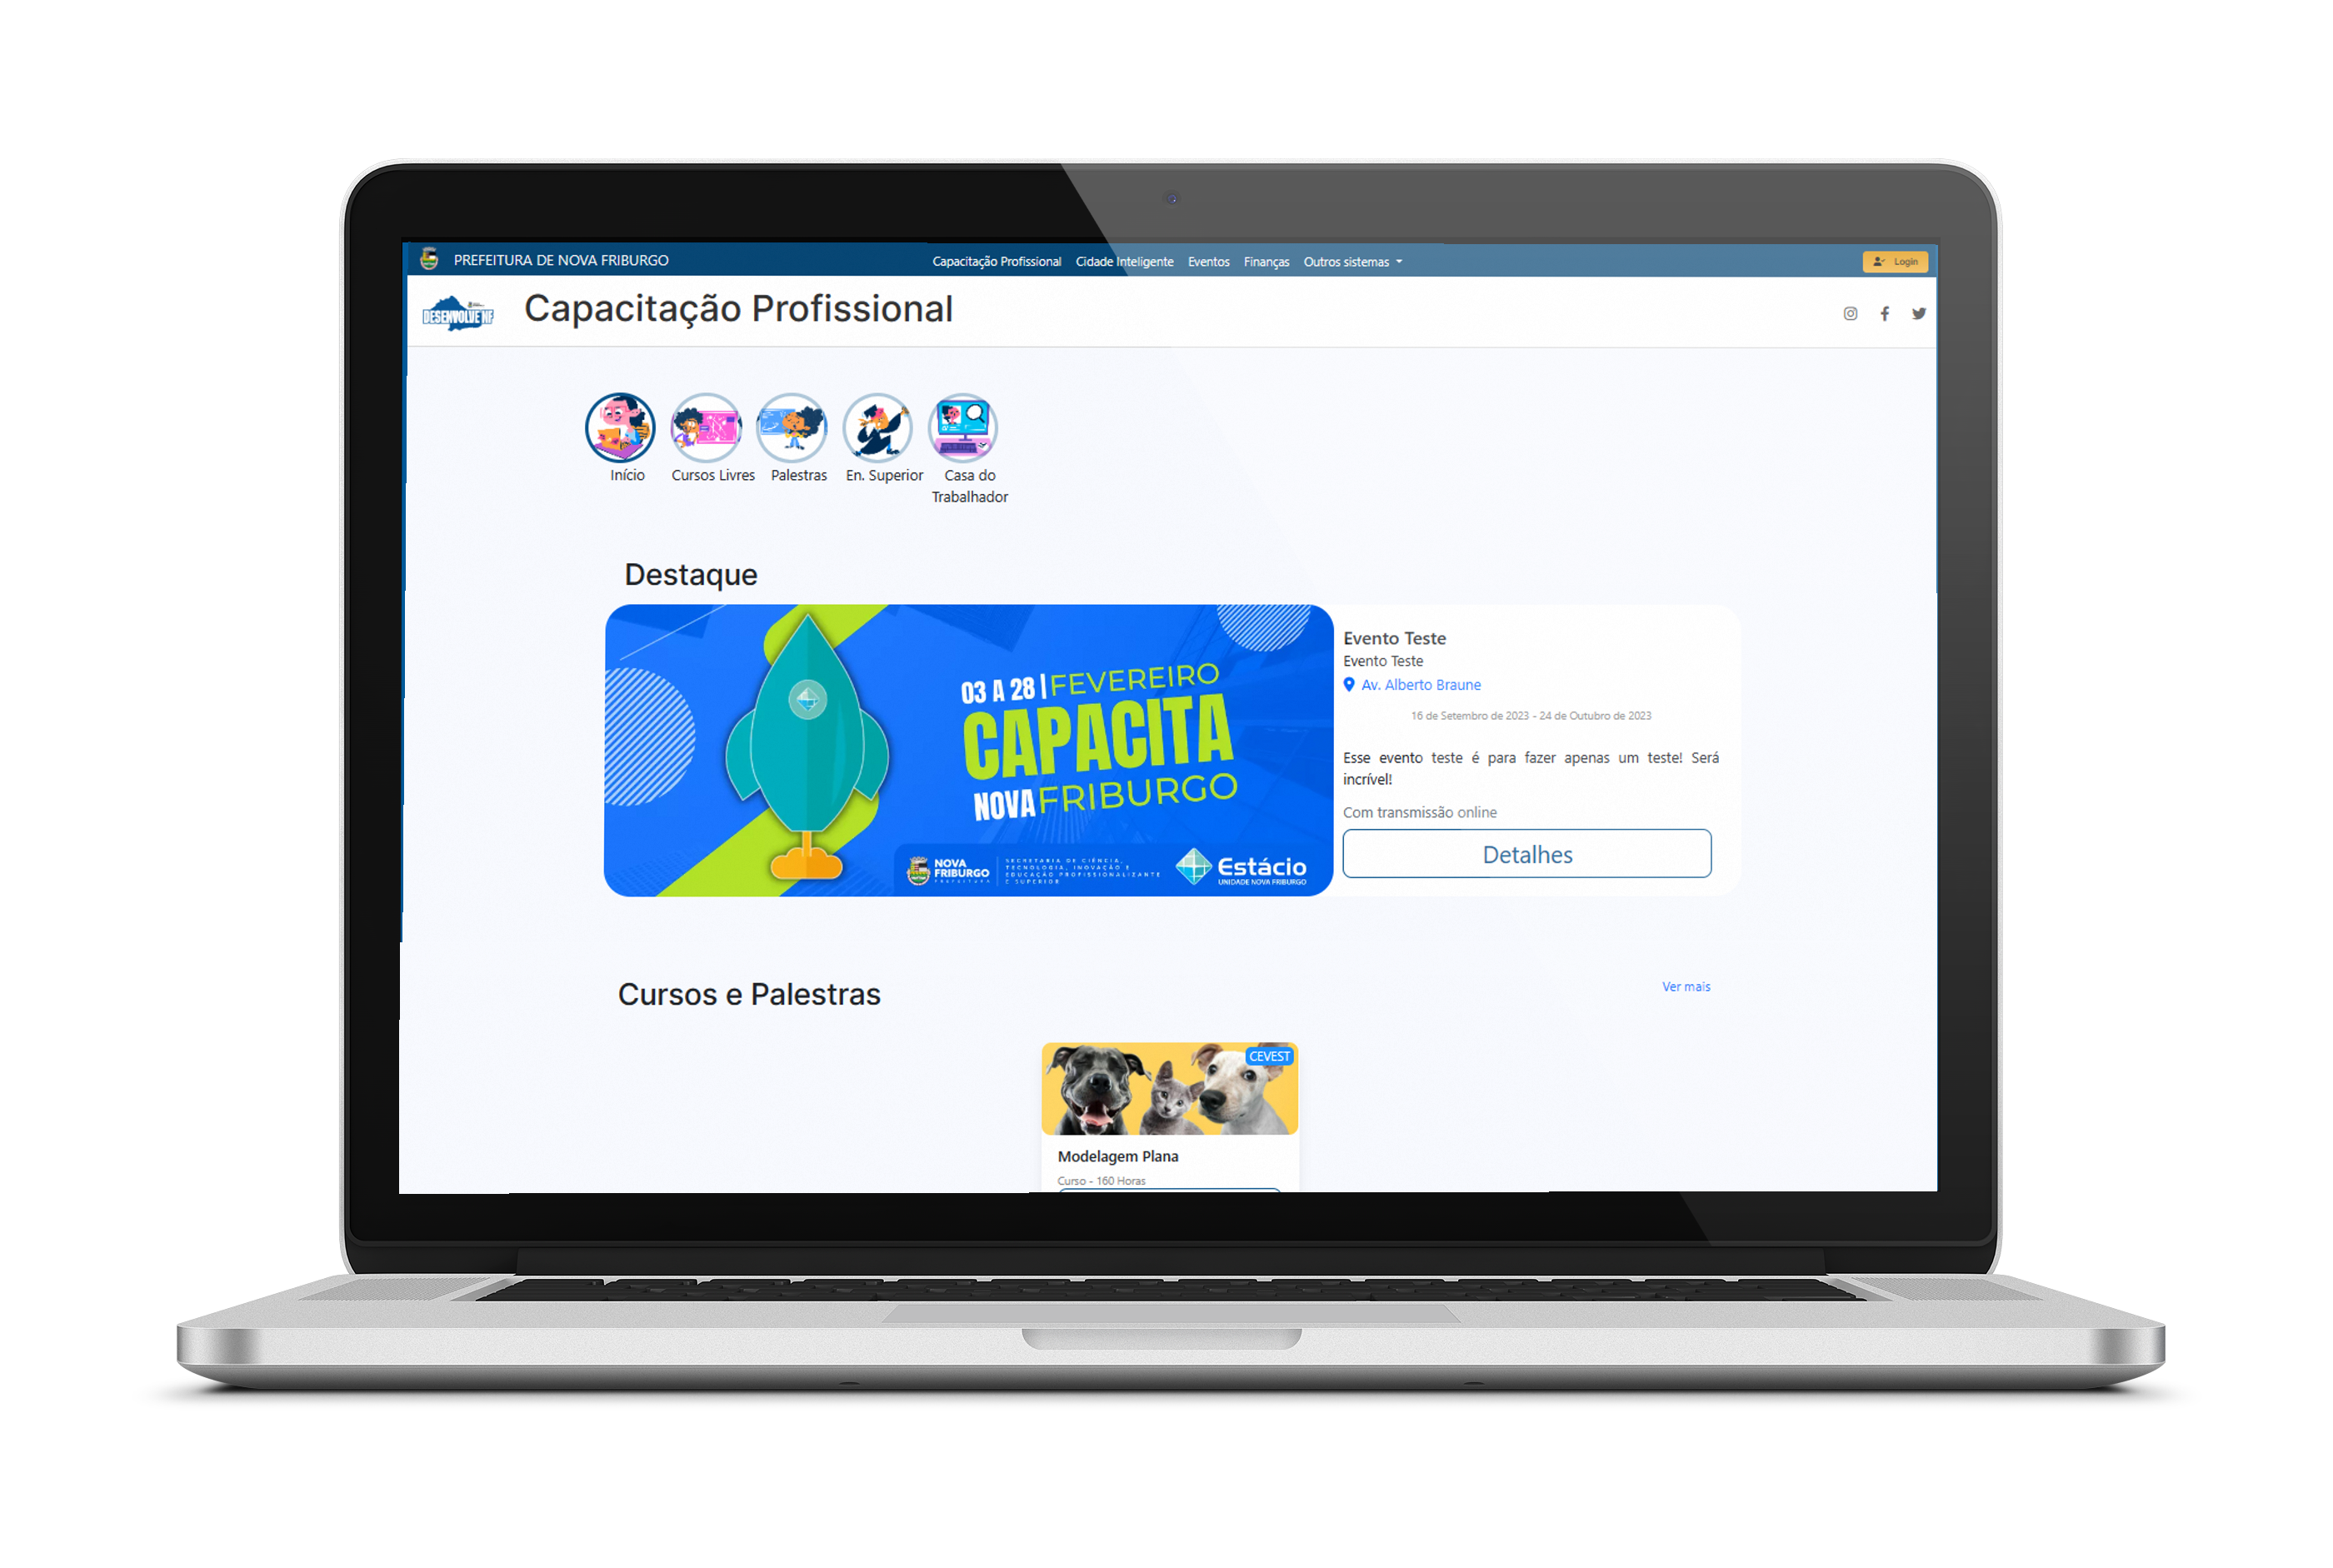 PREFEITURA DE NOVA FRIBURGO
Capacitação Profissional Cidade Inteligente Eventos Finanças Outros sistemas
Login
DESENVOLVE NF
Capacitação Profissional
Início
Cursos Livres
Palestras
En. Superior
Casa do
Trabalhador
Destaque
03 A 28 | FEVEREIRO
CAPACITA
NOVA FRIBURGO
NOVA
FRIBURGO
PREFEITURA
SECRETARIA DE CIÊNCIA,
TECNOLOGIA, INOVAÇÃO E
EDUCAÇÃO PROFISSIONALIZANTE
E SUPERIOR
Estácio
UNIDADE NOVA FRIBURGO
Evento Teste
Evento Teste
Av. Alberto Braune
16 de Setembro de 2023 - 24 de Outubro de 2023
Esse evento teste é para fazer apenas um teste! Será
incrível!
Com transmissão online
Detalhes
Cursos e Palestras
Ver mais
CEVEST
Modelagem Plana
Curso - 160 Horas